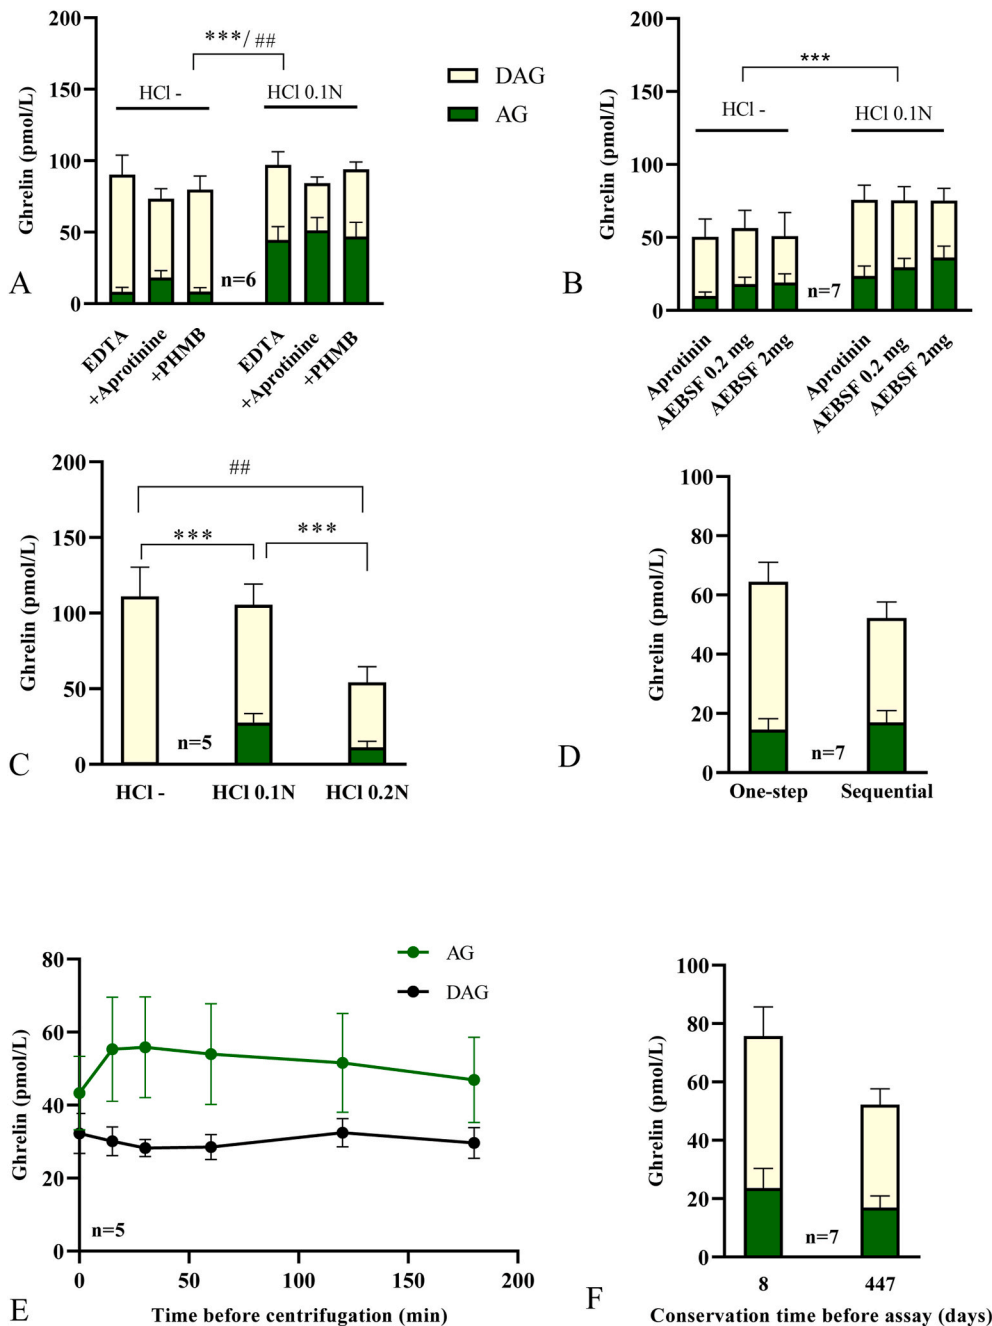 200
150
100
50
0
Ghrelin (pmol/L)
***/ ##
HCl -
HCl 0.1N
n=6
EDTA
+Aprotinine
+PHMB
EDTA
+Aprotinine
+PHMB
A
DAG
AG
200
150
100
50
0
Ghrelin (pmol/L)
***
HCl -
HCl 0.1N
n=7
Aprotinin
AEBSF 0.2 mg
AEBSF 2mg
Aprotinin
AEBSF 0.2 mg
AEBSF 2mg
B
200
150
100
50
0
Ghrelin (pmol/L)
##
***
***
n=5
HCl -
HCl 0.1N
HCl 0.2N
C
100
80
60
40
20
0
Ghrelin (pmol/L)
n=7
One-step
Sequential
D
80
60
40
20
0
Ghrelin (pmol/L)
AG
DAG
n=5
0
50
100
150
200
Time before centrifugation (min)
E
100
80
60
40
20
0
Ghrelin (pmol/L)
n=7
8
447
Conservation time before assay (days)
F